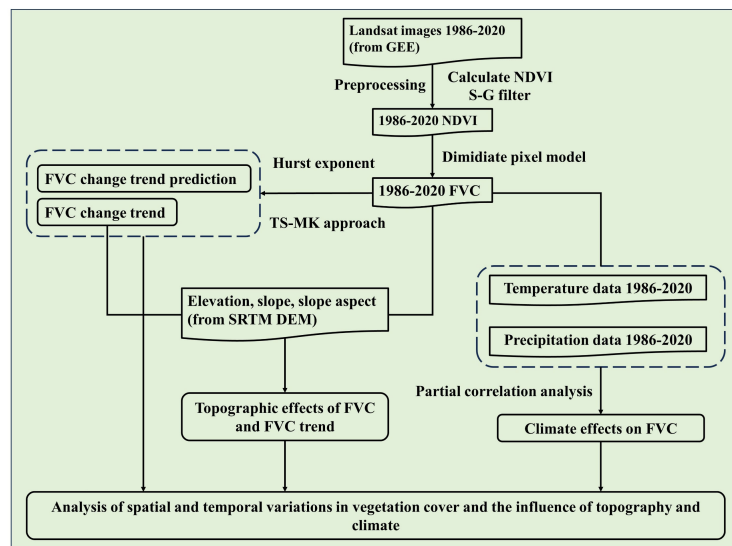 Landsat images 1986-2020
(from GEE)
Preprocessing
Calculate NDVI
S-G filter
1986-2020 NDVI
Hurst exponent
Dimidiate pixel model
FVC change trend prediction
1986-2020 FVC
FVC change trend
TS-MK approach
Elevation, slope, slope aspect
(from SRTM DEM)
Temperature data 1986-2020
Precipitation data 1986-2020
Partial correlation analysis
Topographic effects of FVC
and FVC trend
Climate effects on FVC
Analysis of spatial and temporal variations in vegetation cover and the influence of topography and
climate